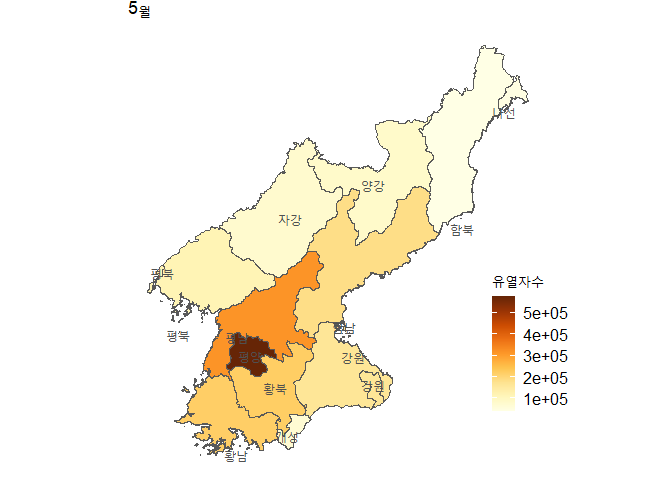 5월
나선
양강
자강
함북
평북
유열자수
5e+05
4e+05
3e+05
2e+05
1e+05
함남
평북
평남
평양
강원
황북
강원
개성
황남